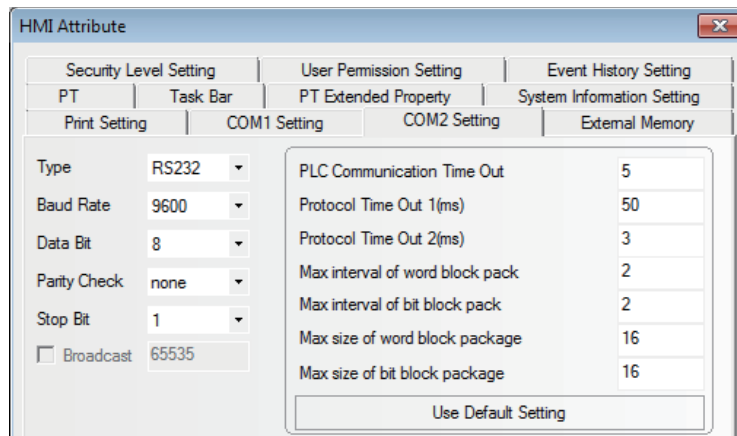 HMI Attribute
Security Level Setting User Permission Setting Event History Setting
PT Task Bar PT Extended Property System Information Setting
Print Setting COM1 Setting COM2 Setting External Memory
Type RS232
Baud Rate 9600
Data Bit 8
Parity Check none
Stop Bit 1
Broadcast 65535
PLC Communication Time Out 5
Protocol Time Out 1(ms) 50
Protocol Time Out 2(ms) 3
Max interval of word block pack 2
Max interval of bit block pack 2
Max size of word block package 16
Max size of bit block package 16
Use Default Setting